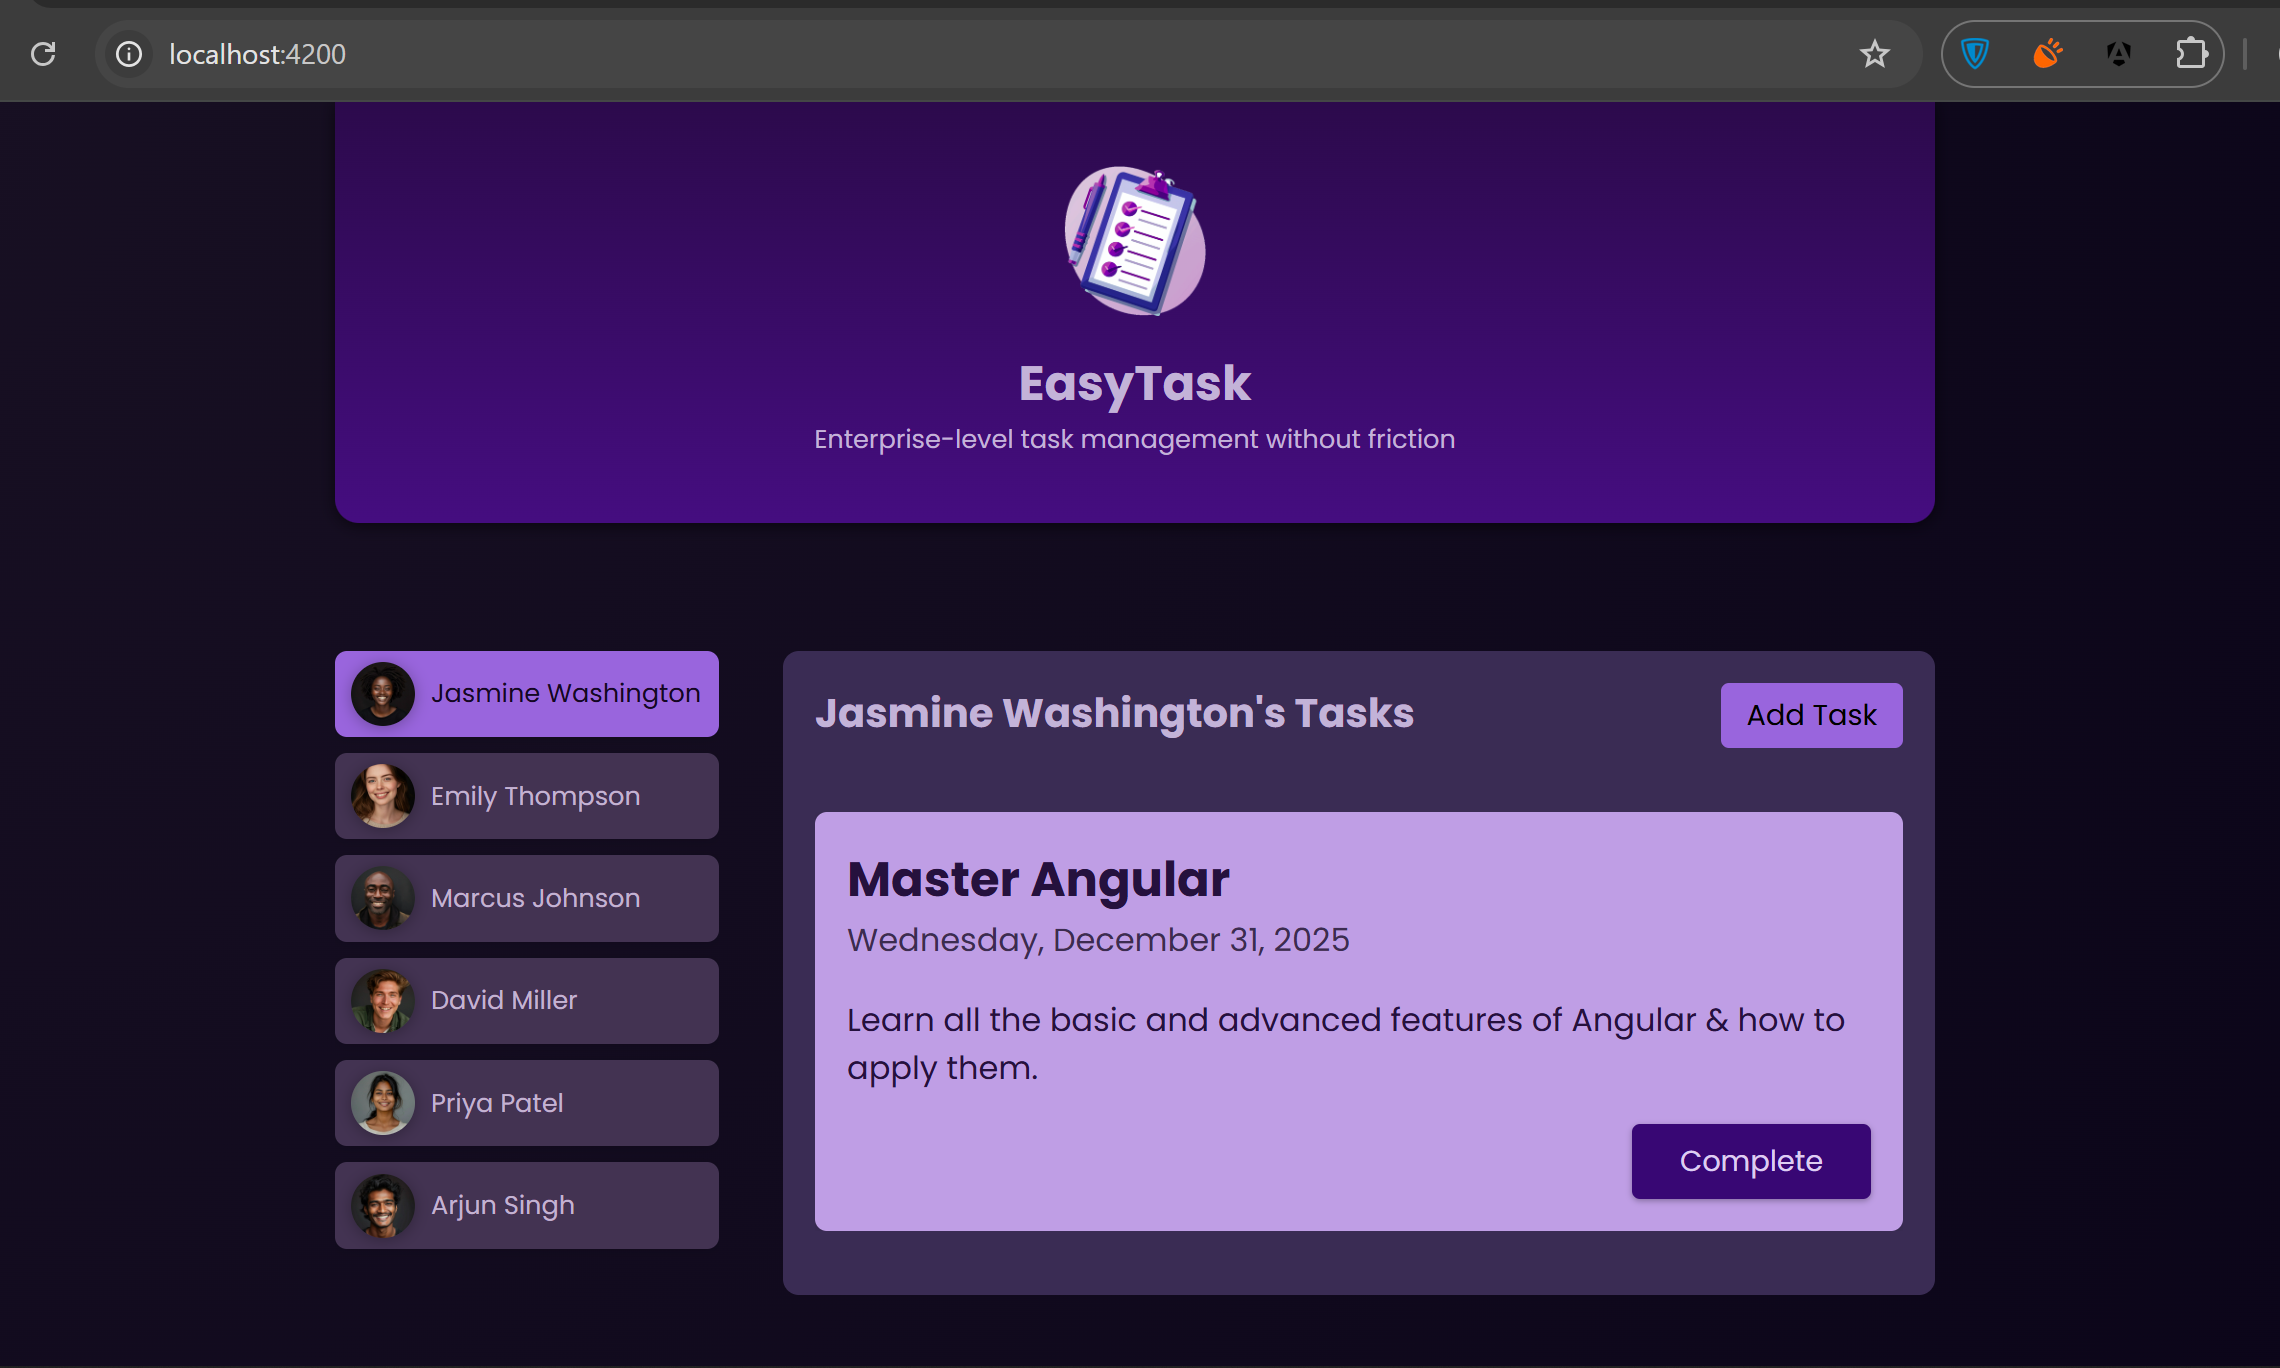 localhost:4200
EasyTask
Enterprise-level task management without friction
Jasmine Washington
Emily Thompson
Marcus Johnson
David Miller
Priya Patel
Arjun Singh
Jasmine Washington's Tasks
Add Task
Master Angular
Wednesday, December 31, 2025
Learn all the basic and advanced features of Angular & how to
apply them.
Complete